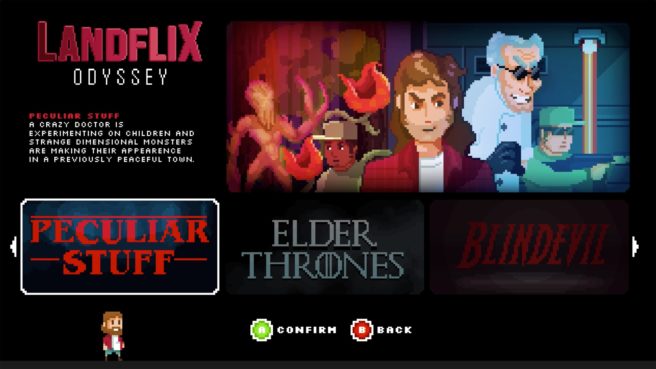 LANDFLIX
ODYSSEY
PECULIAR STUFF
A CRAZY DOCTOR IS
EXPERIMENTING ON CHILDREN AND
STRANGE DIMENSIONAL MONSTERS
ARE MAKING THEIR APPEARENCE
IN A PREVIOUSLY PEACEFUL TOWN.
PECULIAR
STUFF
ELDER
THRONES
BLINDEVIL
A CONFIRM B BACK